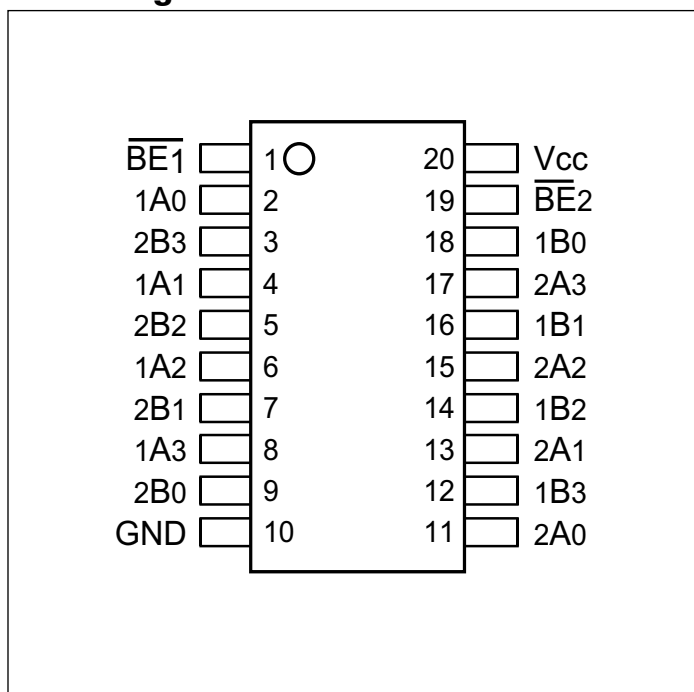 g
B̅E̅1 1 20 Vcc
1A0 2 19 B̅E̅2
2B3 3 18 1B0
1A1 4 17 2A3
2B2 5 16 1B1
1A2 6 15 2A2
2B1 7 14 1B2
1A3 8 13 2A1
2B0 9 12 1B3
GND 10 11 2A0